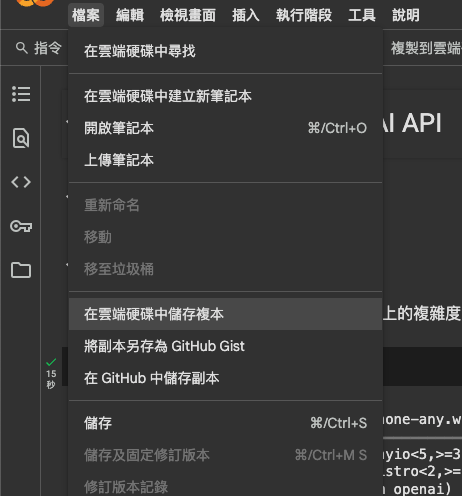 檔案 編輯 檢視畫面 插入 執行階段 工具 說明
指令
複製到雲端
在雲端硬碟中尋找
在雲端硬碟中建立新筆記本
開啟筆記本 ⌘/Ctrl+O
AI API
上傳筆記本
重新命名
移動
移至垃圾桶
在雲端硬碟中儲存複本
上的複雜度
將副本另存為 GitHub Gist
15
秒
在 GitHub 中儲存副本
儲存 ⌘/Ctrl+S
none-any.w
儲存及固定修訂版本 ⌘/Ctrl+M S
nyio<5,>=3
istro<2,>=
openai)
修訂版本記錄